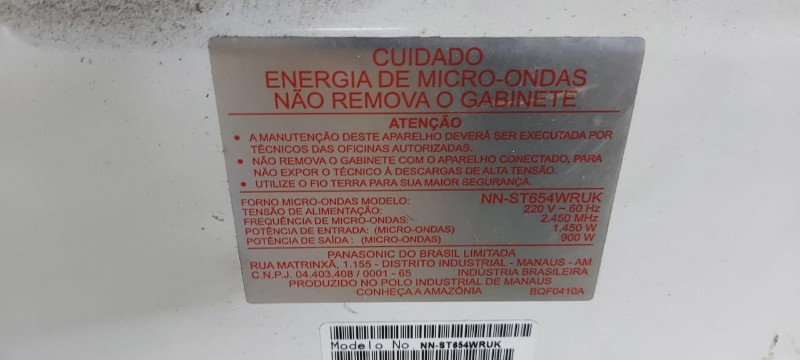 CUIDADO
ENERGIA DE MICRO-ONDAS
NÃO REMOVA O GABINETE
ATENÇÃO
• A MANUTENÇÃO DESTE APARELHO DEVERÁ SER EXECUTADA POR
TÉCNICOS DAS OFICINAS AUTORIZADAS.
• NÃO REMOVA O GABINETE COM O APARELHO CONECTADO, PARA
NÃO EXPOR O TÉCNICO À DESCARGAS DE ALTA TENSÃO.
• UTILIZE O FIO TERRA PARA SUA MAIOR SEGURANÇA.
FORNO MICRO-ONDAS MODELO: NN-ST654WRUK
TENSÃO DE ALIMENTAÇÃO: 220 V ~ 60 Hz
FREQUÊNCIA DE MICRO-ONDAS: 2.450 MHz
POTÊNCIA DE ENTRADA: (MICRO-ONDAS) 1.450 W
POTÊNCIA DE SAÍDA: (MICRO-ONDAS) 900 W
PANASONIC DO BRASIL LIMITADA
RUA MATRINXÃ, 1.155 - DISTRITO INDUSTRIAL - MANAUS - AM
C.N.P.J. 04.403.408 / 0001 - 65 INDÚSTRIA BRASILEIRA
PRODUZIDO NO POLO INDUSTRIAL DE MANAUS
CONHEÇA A AMAZÔNIA BQF0410A
Modelo No NN-ST654WRUK